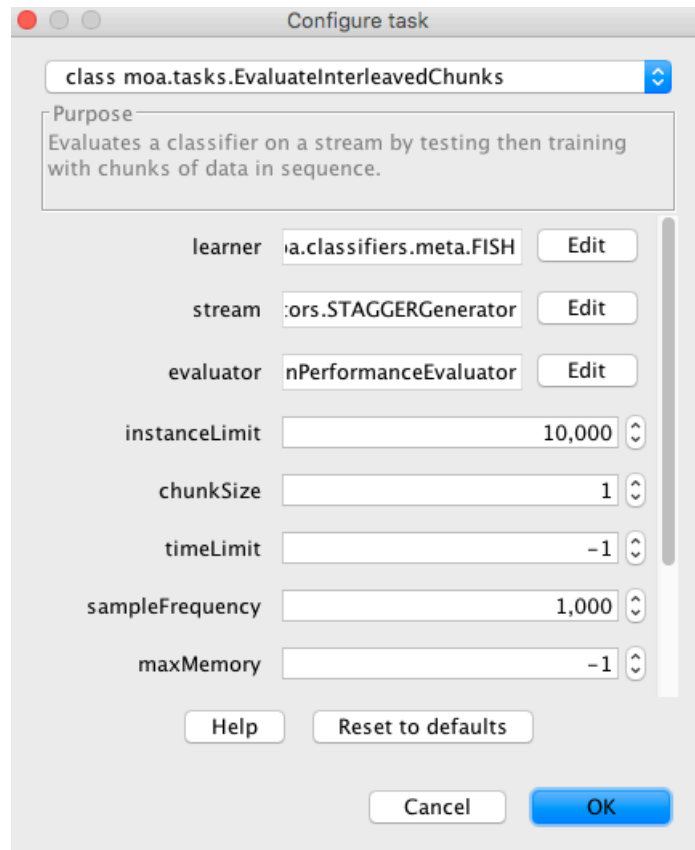 Configure task
class moa.tasks.EvaluateInterleavedChunks
Purpose
Evaluates a classifier on a stream by testing then training
with chunks of data in sequence.
learner a.classifiers.meta.FISH Edit
stream tors.STAGGERGenerator Edit
evaluator nPerformanceEvaluator Edit
instanceLimit 10,000
chunkSize 1
timeLimit -1
sampleFrequency 1,000
maxMemory -1
Help Reset to defaults
Cancel OK